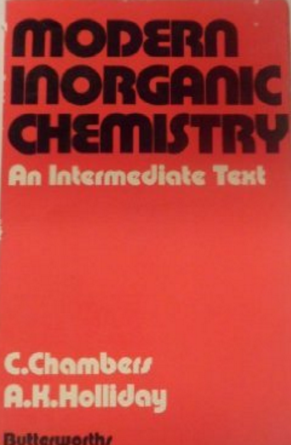 MODERN
INORGANIC
CHEMISTRY
An Intermediate Text
C.Chambers
A.K.Holliday
Butterworths